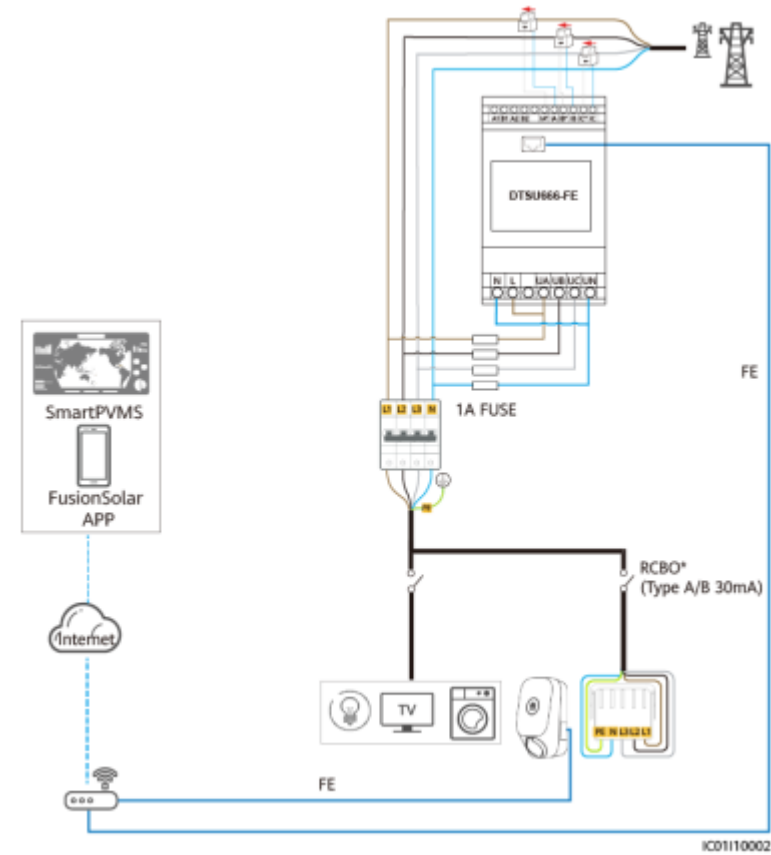 DTSU666-FE
N L UA UB UC UN
FE
L1 L2 L3 N
1A FUSE
SmartPVMS
FusionSolar
APP
PE
RCBO*
(Type A/B 30mA)
Internet
TV
PE N L3 L2 L1
FE
IC01I10002